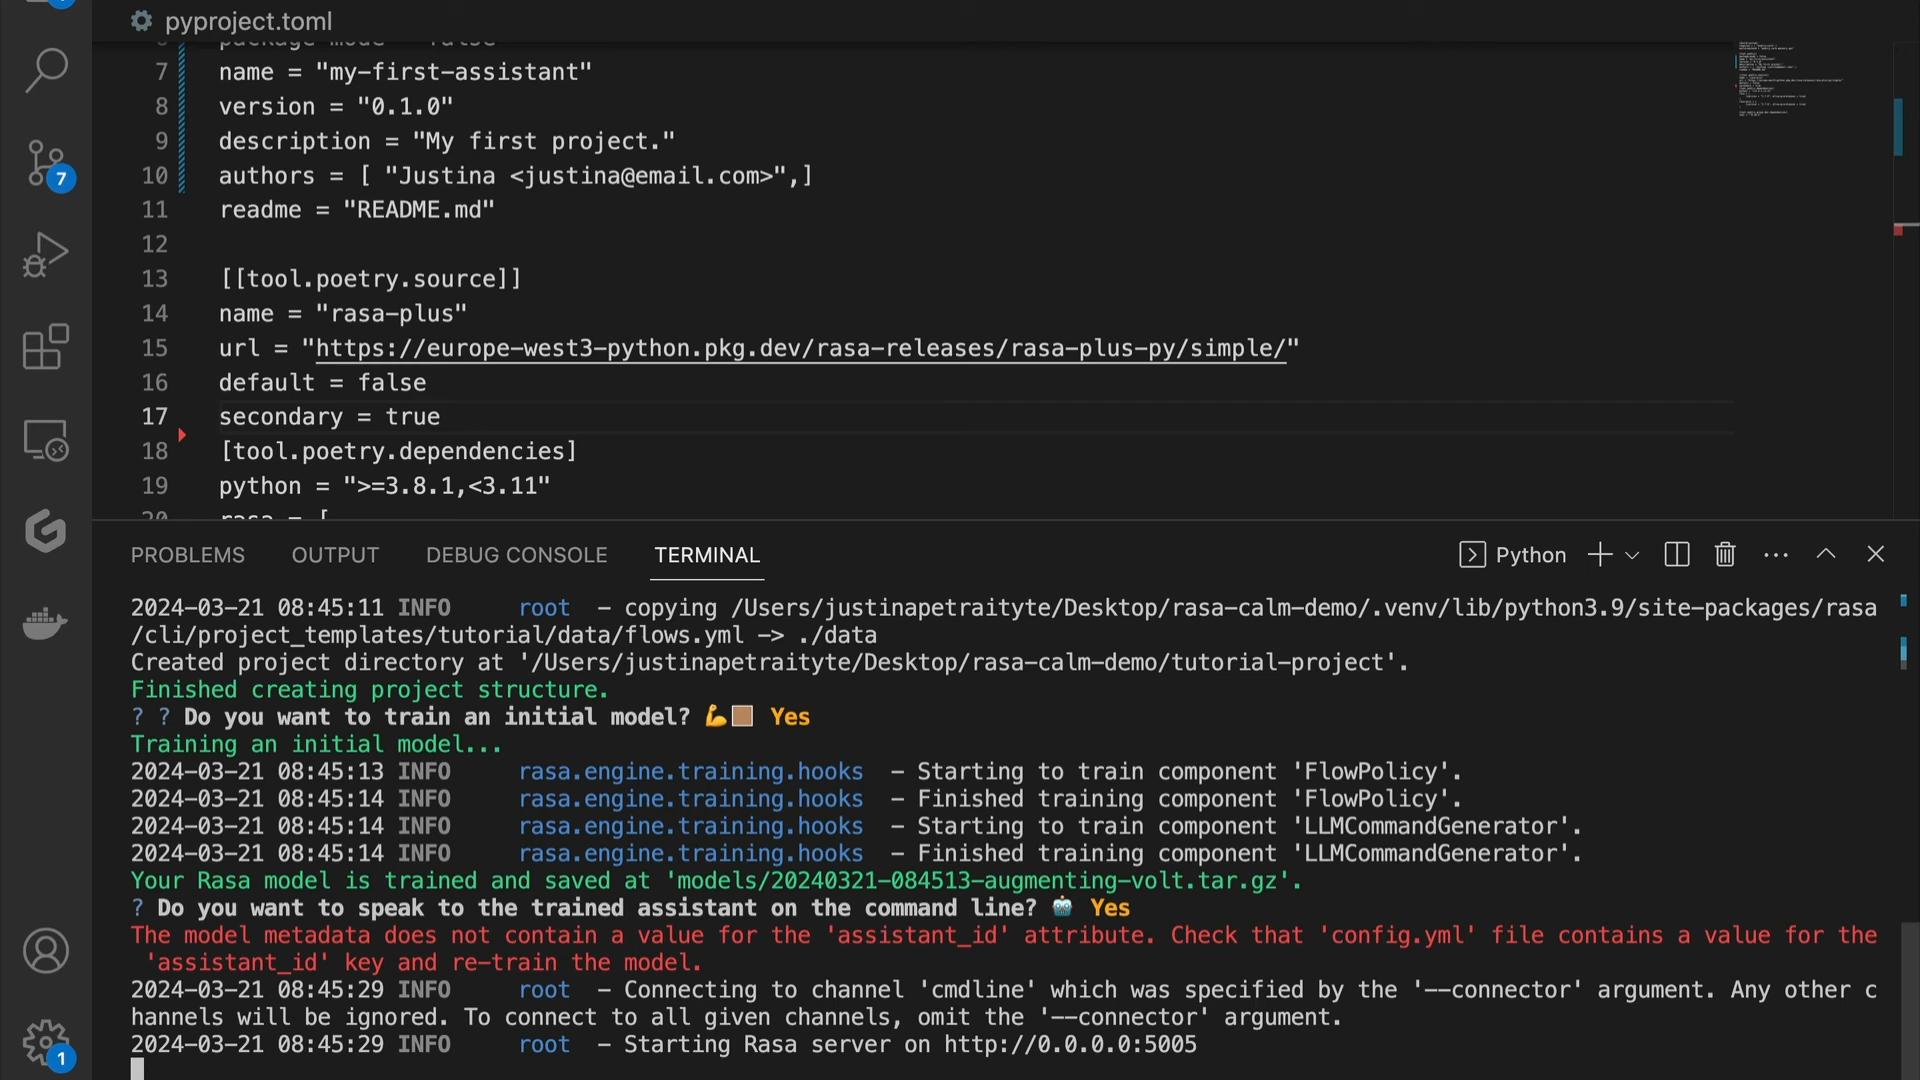 pyproject.toml
6 package-mode = false
7 name = "my-first-assistant"
8 version = "0.1.0"
9 description = "My first project."
10 authors = [ "Justina <justina@email.com>",]
11 readme = "README.md"
12
13 [[tool.poetry.source]]
14 name = "rasa-plus"
15 url = "https://europe-west3-python.pkg.dev/rasa-releases/rasa-plus-py/simple/"
16 default = false
17 secondary = true
18 [tool.poetry.dependencies]
19 python = ">=3.8.1,<3.11"
20 rasa = [
7
1
PROBLEMS OUTPUT DEBUG CONSOLE TERMINAL Python
2024-03-21 08:45:11 INFO root - copying /Users/justinapetraityte/Desktop/rasa-calm-demo/.venv/lib/python3.9/site-packages/rasa
/cli/project_templates/tutorial/data/flows.yml -> ./data
Created project directory at '/Users/justinapetraityte/Desktop/rasa-calm-demo/tutorial-project'.
Finished creating project structure.
? ? Do you want to train an initial model? 💪🏽 Yes
Training an initial model...
2024-03-21 08:45:13 INFO rasa.engine.training.hooks - Starting to train component 'FlowPolicy'.
2024-03-21 08:45:14 INFO rasa.engine.training.hooks - Finished training component 'FlowPolicy'.
2024-03-21 08:45:14 INFO rasa.engine.training.hooks - Starting to train component 'LLMCommandGenerator'.
2024-03-21 08:45:14 INFO rasa.engine.training.hooks - Finished training component 'LLMCommandGenerator'.
Your Rasa model is trained and saved at 'models/20240321-084513-augmenting-volt.tar.gz'.
? Do you want to speak to the trained assistant on the command line? 🤖 Yes
The model metadata does not contain a value for the 'assistant_id' attribute. Check that 'config.yml' file contains a value for the
'assistant_id' key and re-train the model.
2024-03-21 08:45:29 INFO root - Connecting to channel 'cmdline' which was specified by the '--connector' argument. Any other c
hannels will be ignored. To connect to all given channels, omit the '--connector' argument.
2024-03-21 08:45:29 INFO root - Starting Rasa server on http://0.0.0.0:5005